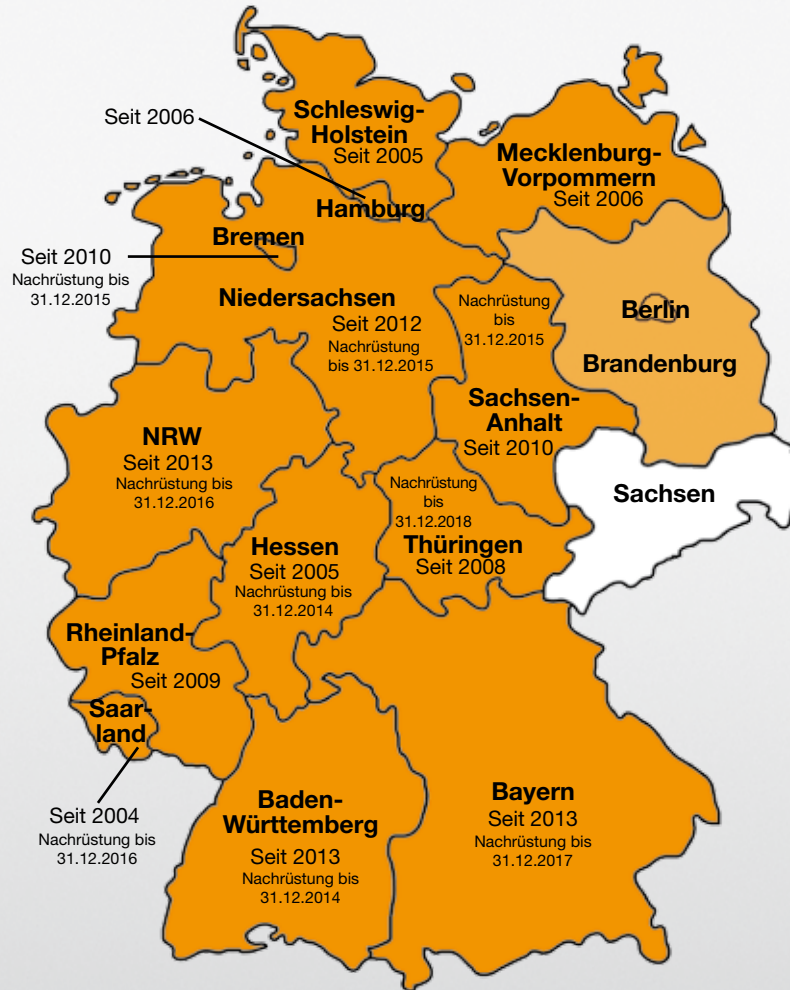 Seit 2006
Schleswig-
Holstein
Seit 2005
Mecklenburg-
Vorpommern
Seit 2006
Hamburg
Bremen
Seit 2010
Nachrüstung bis
31.12.2015
Niedersachsen
Seit 2012
Nachrüstung
bis 31.12.2015
Nachrüstung
bis
31.12.2015
Sachsen-
Anhalt
Seit 2010
Berlin
Brandenburg
NRW
Seit 2013
Nachrüstung bis
31.12.2016
Hessen
Seit 2005
Nachrüstung bis
31.12.2014
Nachrüstung
bis
31.12.2018
Thüringen
Seit 2008
Sachsen
Rheinland-
Pfalz
Seit 2009
Saar-
land
Seit 2004
Nachrüstung bis
31.12.2016
Baden-
Württemberg
Seit 2013
Nachrüstung bis
31.12.2014
Bayern
Seit 2013
Nachrüstung bis
31.12.2017